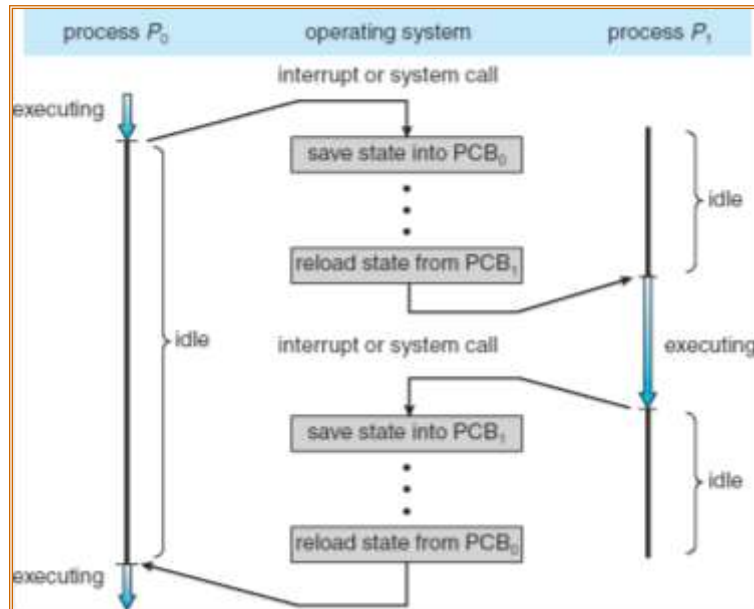 process P₀ operating system process P₁
interrupt or system call
executing
save state into PCB₀
idle
reload state from PCB₁
idle
interrupt or system call
executing
save state into PCB₁
idle
reload state from PCB₀
executing